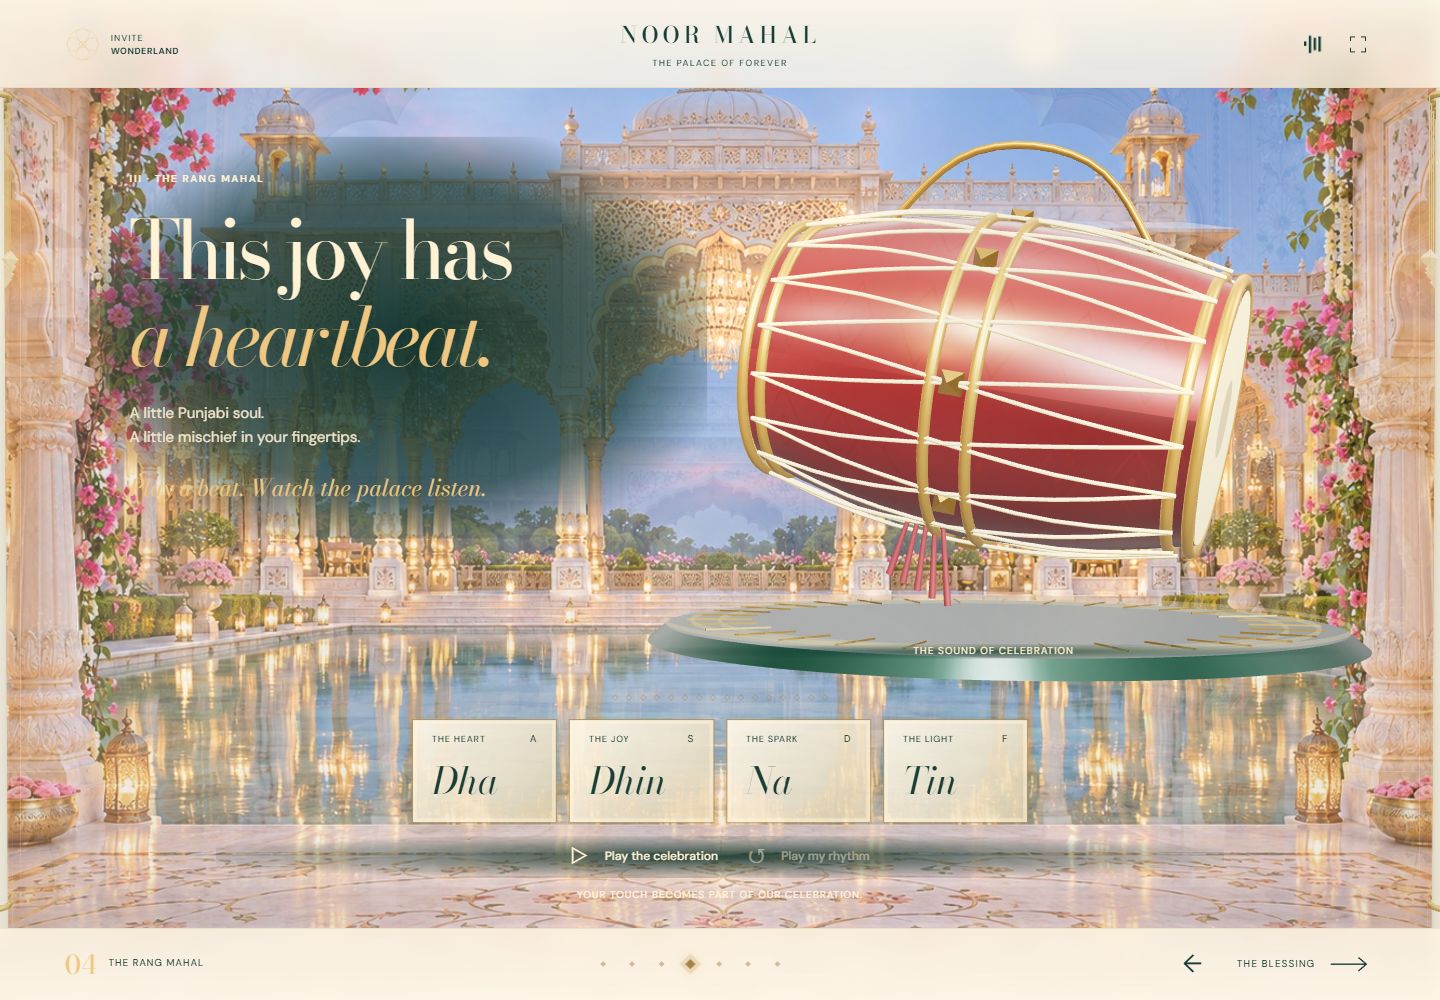 INVITE
WONDERLAND
NOOR MAHAL
THE PALACE OF FOREVER
III · THE RANG MAHAL
This joy has
a heartbeat.
A little Punjabi soul.
A little mischief in your fingertips.
Play a beat. Watch the palace listen.
THE SOUND OF CELEBRATION
THE HEART A
Dha
THE JOY S
Dhin
THE SPARK D
Na
THE LIGHT F
Tin
Play the celebration
Play my rhythm
YOUR TOUCH BECOMES PART OF OUR CELEBRATION.
04 THE RANG MAHAL
THE BLESSING